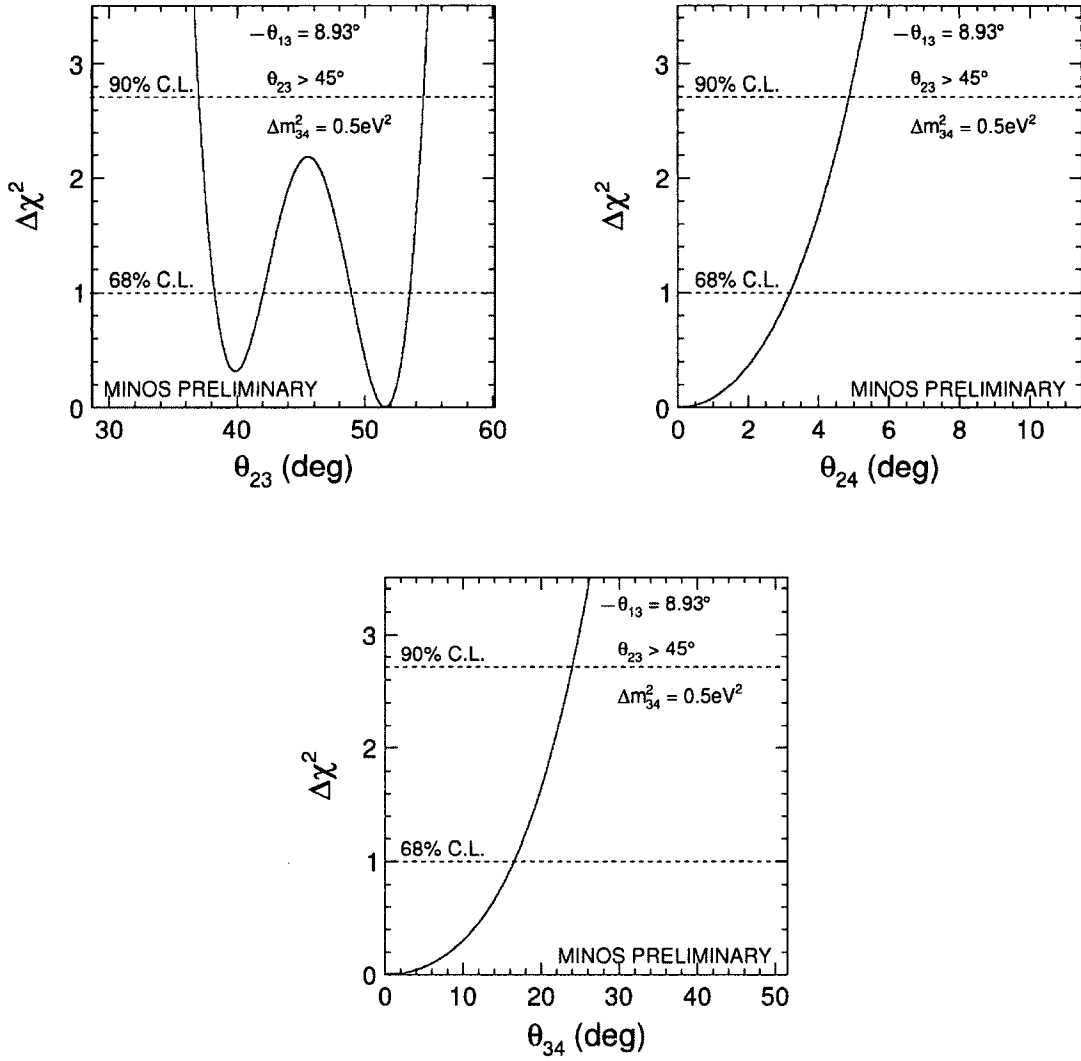 3
2
1
0
Δχ²
90% C.L.
68% C.L.
–θ₁₃ = 8.93°
θ₂₃ > 45°
Δm²₃₄ = 0.5eV²
MINOS PRELIMINARY
30 40 50 60
θ₂₃ (deg)
3
2
1
0
Δχ²
90% C.L.
68% C.L.
–θ₁₃ = 8.93°
θ₂₃ > 45°
Δm²₃₄ = 0.5eV²
MINOS PRELIMINARY
0 2 4 6 8 10
θ₂₄ (deg)
3
2
1
0
Δχ²
90% C.L.
68% C.L.
–θ₁₃ = 8.93°
θ₂₃ > 45°
Δm²₃₄ = 0.5eV²
MINOS PRELIMINARY
0 10 20 30 40 50
θ₃₄ (deg)